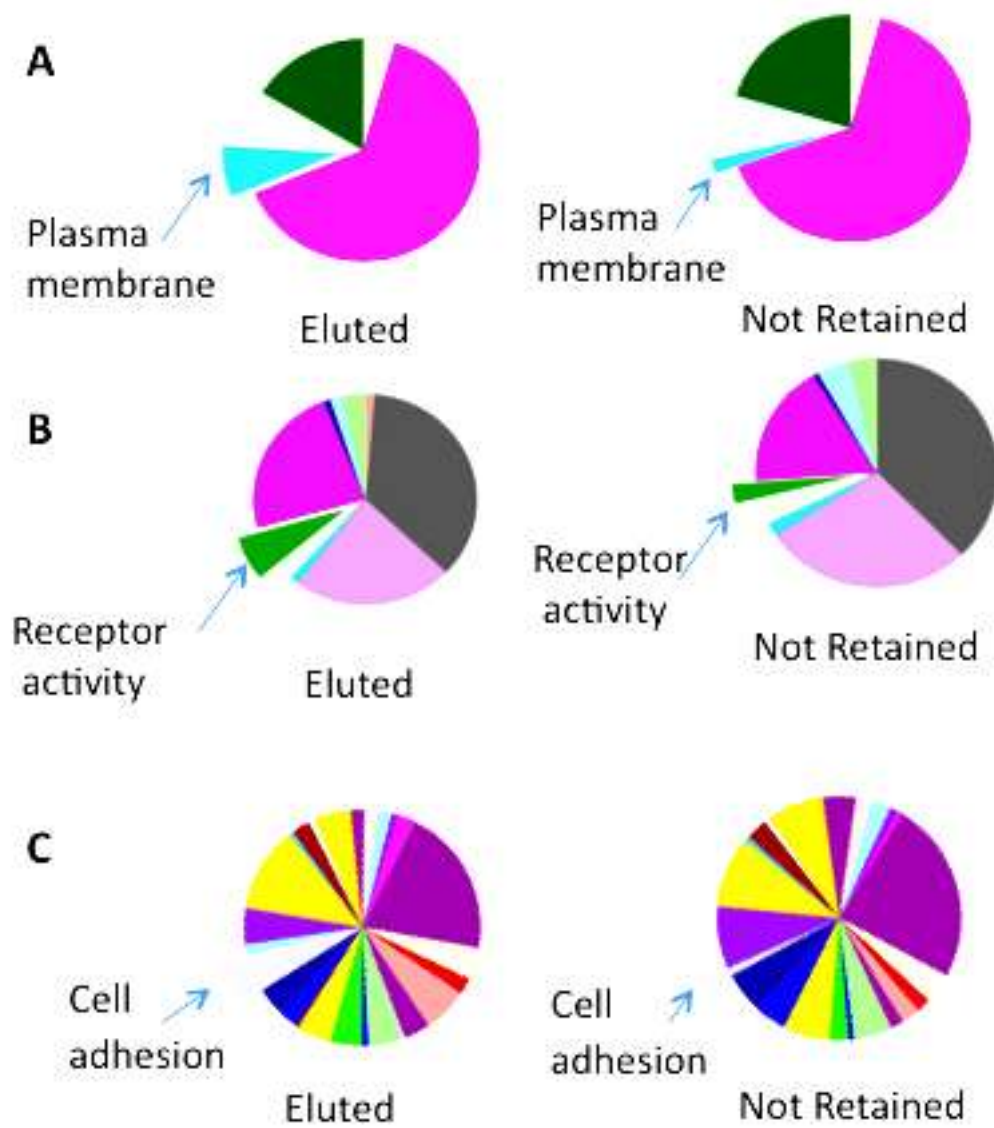 A
Plasma
membrane
Eluted
Plasma
membrane
Not Retained
B
Receptor
activity
Eluted
Receptor
activity
Not Retained
C
Cell
adhesion
Eluted
Cell
adhesion
Not Retained